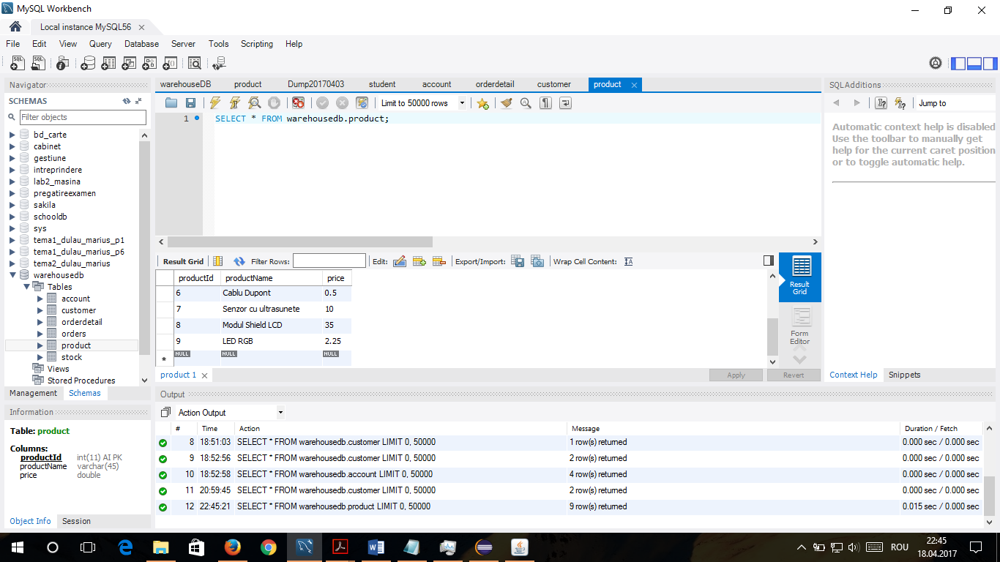 MySQL Workbench
Local instance MySQL56
File Edit View Query Database Server Tools Scripting Help
Navigator
SCHEMAS
Filter objects
bd_carte
cabinet
gestiune
intreprindere
lab2_masina
pregatireexamen
sakila
schooldb
sys
tema1_dulau_marius_p1
tema1_dulau_marius_p6
tema2_dulau_marius
warehousedb
Tables
account
customer
orderdetail
orders
product
stock
Views
Stored Procedures
Management Schemas
Information
Table: product
Columns:
productId int(11) AI PK
productName varchar(45)
price double
Object Info Session
warehouseDB product Dump20170403 student account orderdetail customer product
Limit to 50000 rows
1 SELECT * FROM warehousedb.product;
Result Grid Filter Rows: Edit: Export/Import: Wrap Cell Content:
productId productName price
6 Cablu Dupont 0.5
7 Senzor cu ultrasunete 10
8 Modul Shield LCD 35
9 LED RGB 2.25
* NULL NULL NULL
Result
Grid
Form
Editor
product 1 Apply Revert
SQLAdditions
Jump to
Automatic context help is disabled
Use the toolbar to manually get
help for the current caret position
or to toggle automatic help.
Context Help Snippets
Output
Action Output
# Time Action Message Duration / Fetch
8 18:51:03 SELECT * FROM warehousedb.customer LIMIT 0, 50000 1 row(s) returned 0.000 sec / 0.000 sec
9 18:52:56 SELECT * FROM warehousedb.customer LIMIT 0, 50000 2 row(s) returned 0.000 sec / 0.000 sec
10 18:52:58 SELECT * FROM warehousedb.account LIMIT 0, 50000 4 row(s) returned 0.000 sec / 0.000 sec
11 20:59:45 SELECT * FROM warehousedb.customer LIMIT 0, 50000 2 row(s) returned 0.000 sec / 0.000 sec
12 22:45:21 SELECT * FROM warehousedb.product LIMIT 0, 50000 9 row(s) returned 0.015 sec / 0.000 sec
ROU
22:45
18.04.2017